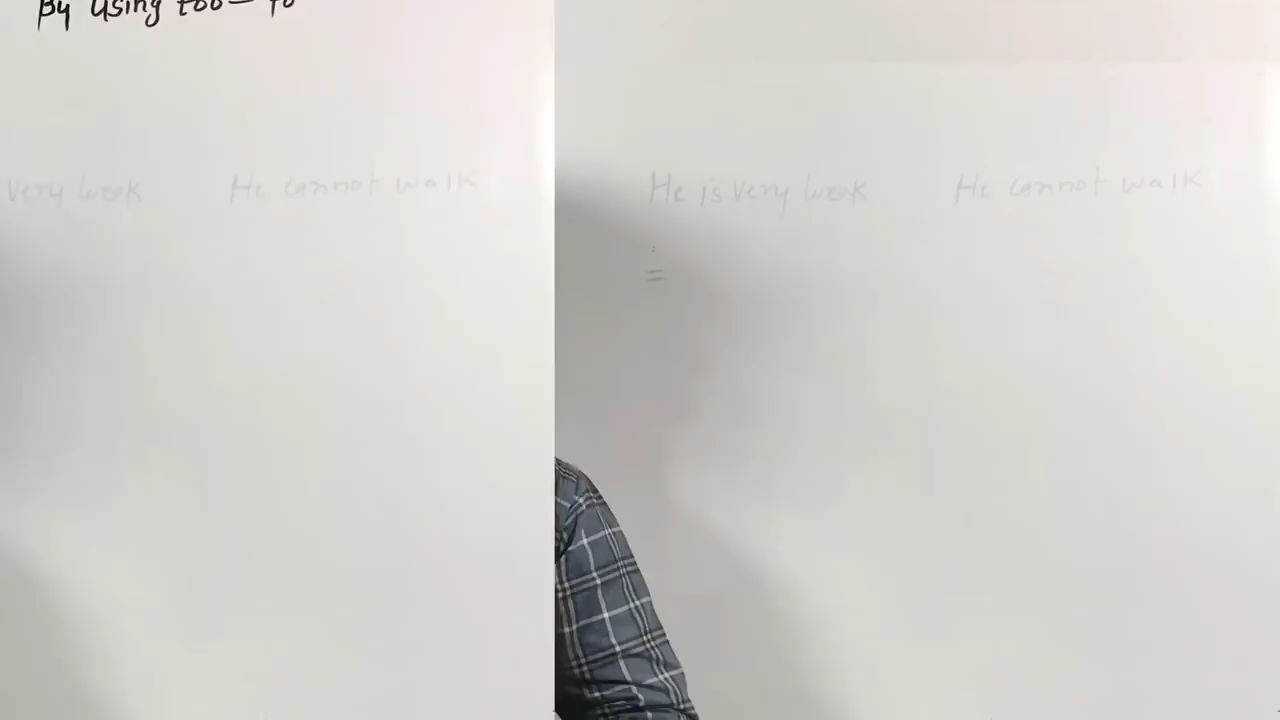 By using too – to
very weak He cannot walk
He is very weak He cannot walk
=